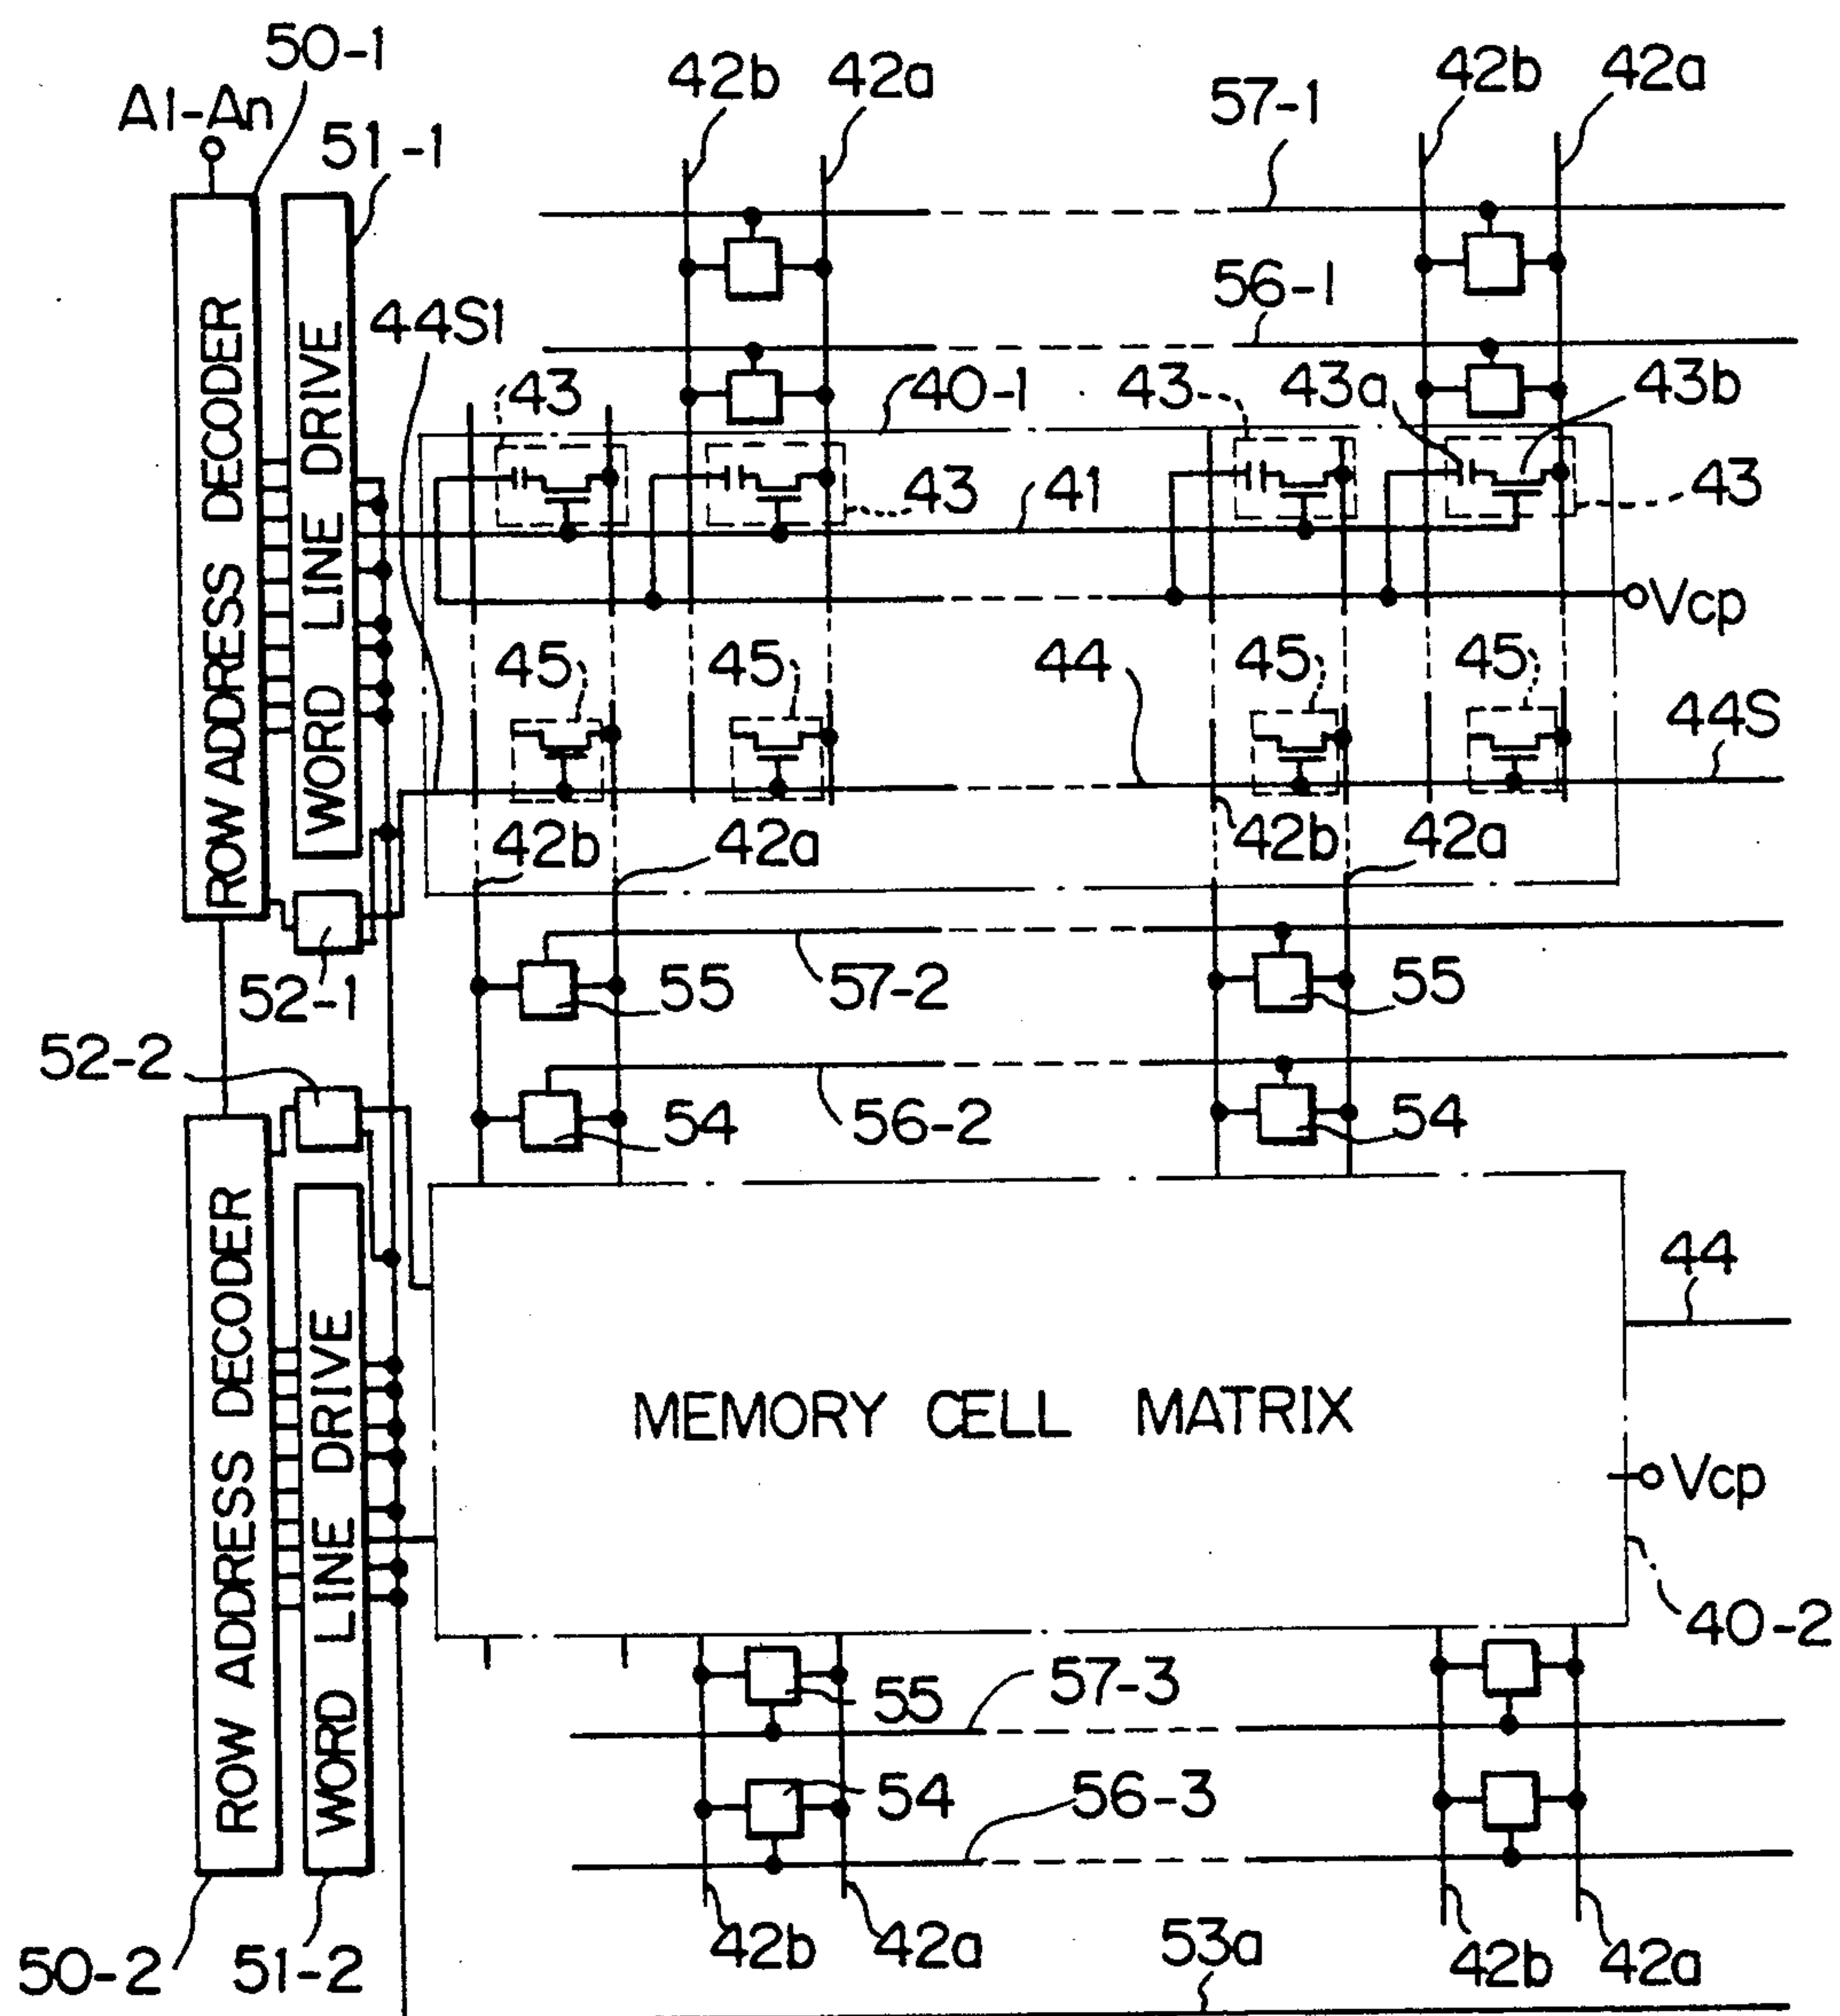 50-1
42b
42a
42b
42a
A1-An
57-1
51-1
ROW ADDRESS DECODER
WORD LINE DRIVE
44S1
56-1
43
40-1
43
43a
43b
43
41
43
Vcp
45
45
44
45
45
44S
42b
42a
42b
42a
52-1
55
57-2
55
52-2
54
56-2
54
ROW ADDRESS DECODER
WORD LINE DRIVE
44
MEMORY CELL MATRIX
Vcp
40-2
55
57-3
54
56-3
50-2
51-2
42b
42a
53a
42b
42a